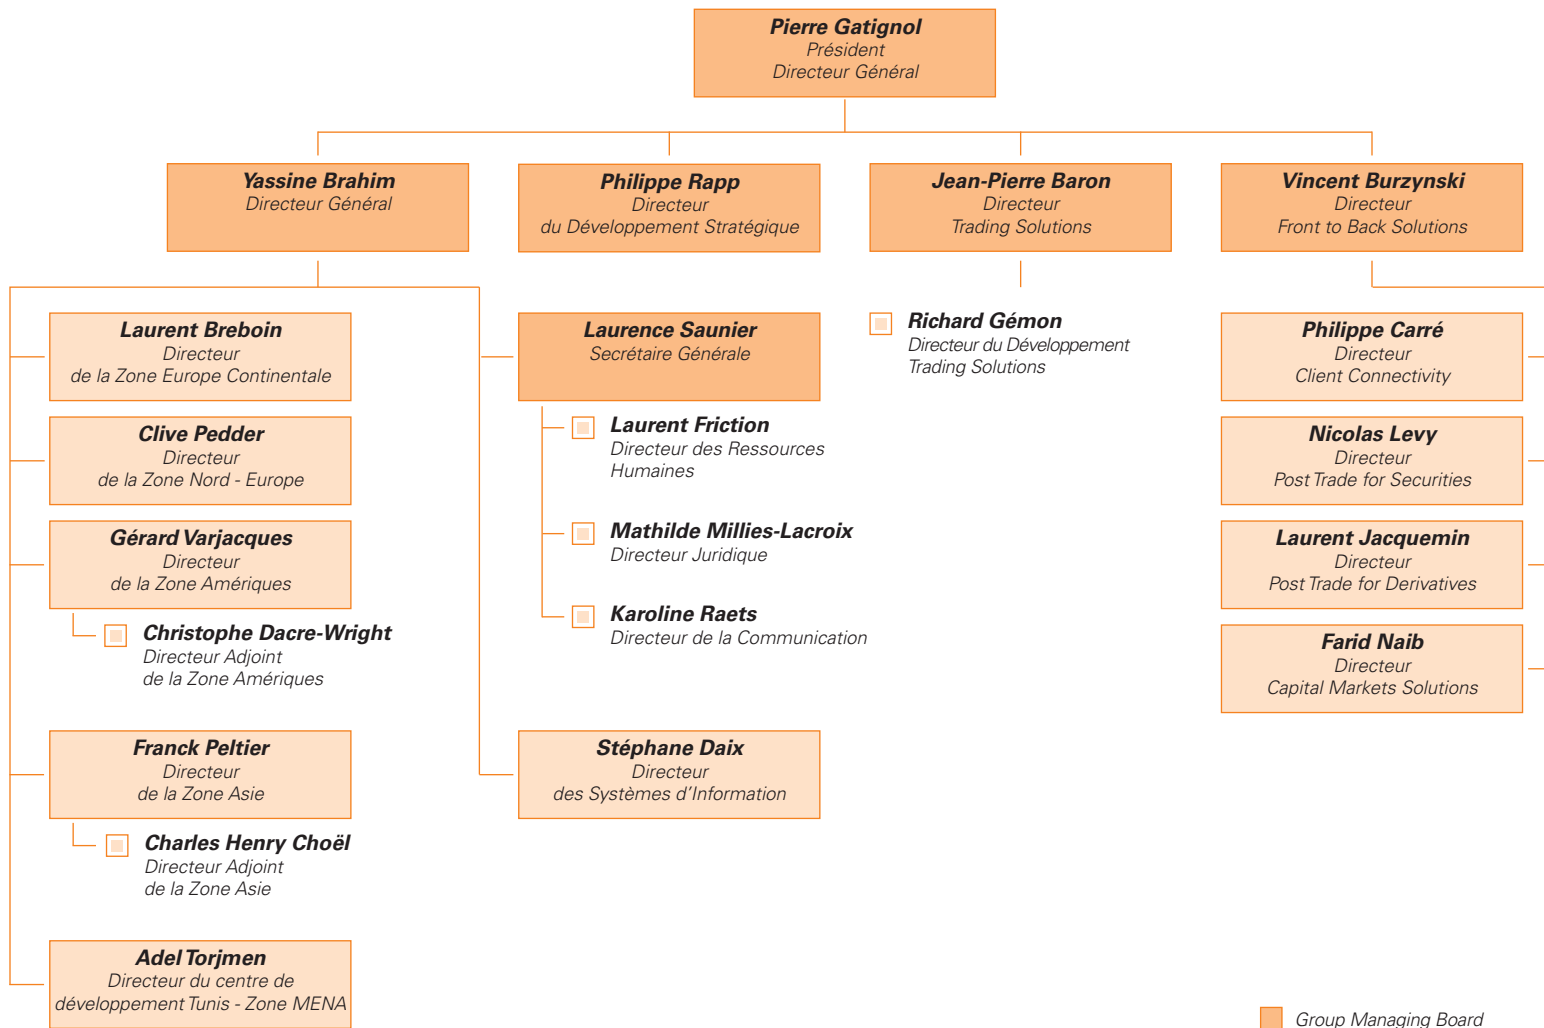 Pierre Gatignol
Président
Directeur Général
Yassine Brahim
Directeur Général
Philippe Rapp
Directeur
du Développement Stratégique
Jean-Pierre Baron
Directeur
Trading Solutions
Vincent Burzynski
Directeur
Front to Back Solutions
Laurent Breboin
Directeur
de la Zone Europe Continentale
Clive Pedder
Directeur
de la Zone Nord - Europe
Gérard Varjacques
Directeur
de la Zone Amériques
Christophe Dacre-Wright
Directeur Adjoint
de la Zone Amériques
Franck Peltier
Directeur
de la Zone Asie
Charles Henry Choël
Directeur Adjoint
de la Zone Asie
Adel Torjmen
Directeur du centre de
développement Tunis - Zone MENA
Laurence Saunier
Secrétaire Générale
Laurent Friction
Directeur des Ressources
Humaines
Mathilde Millies-Lacroix
Directeur Juridique
Karoline Raets
Directeur de la Communication
Stéphane Daix
Directeur
des Systèmes d'Information
Richard Gémon
Directeur du Développement
Trading Solutions
Philippe Carré
Directeur
Client Connectivity
Nicolas Levy
Directeur
Post Trade for Securities
Laurent Jacquemin
Directeur
Post Trade for Derivatives
Farid Naib
Directeur
Capital Markets Solutions
Group Managing Board